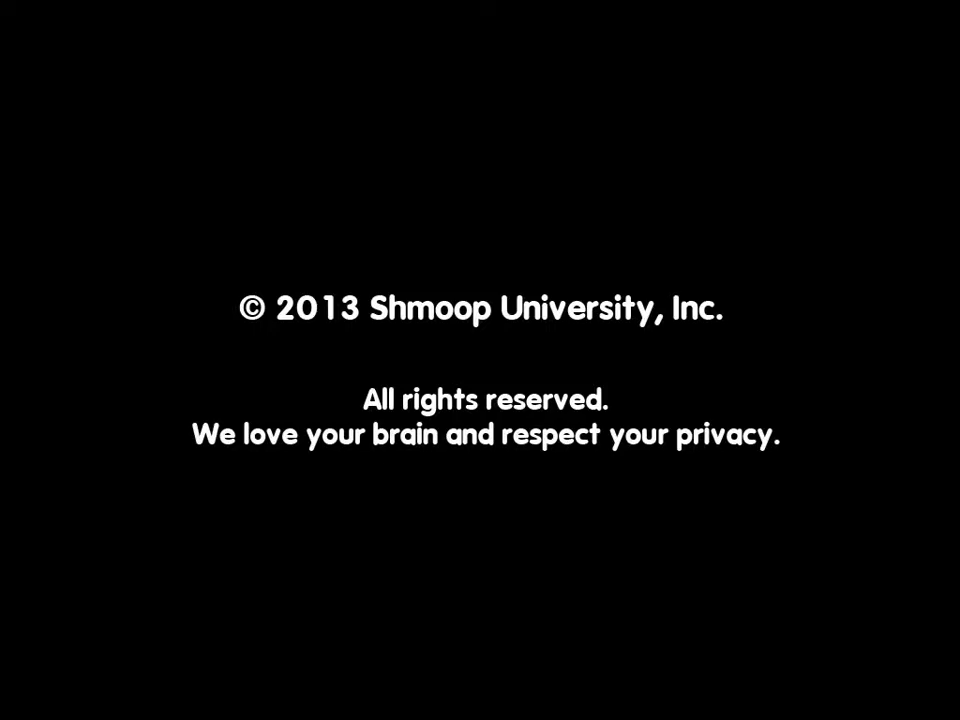 © 2013 Shmoop University, Inc.
All rights reserved.
We love your brain and respect your privacy.